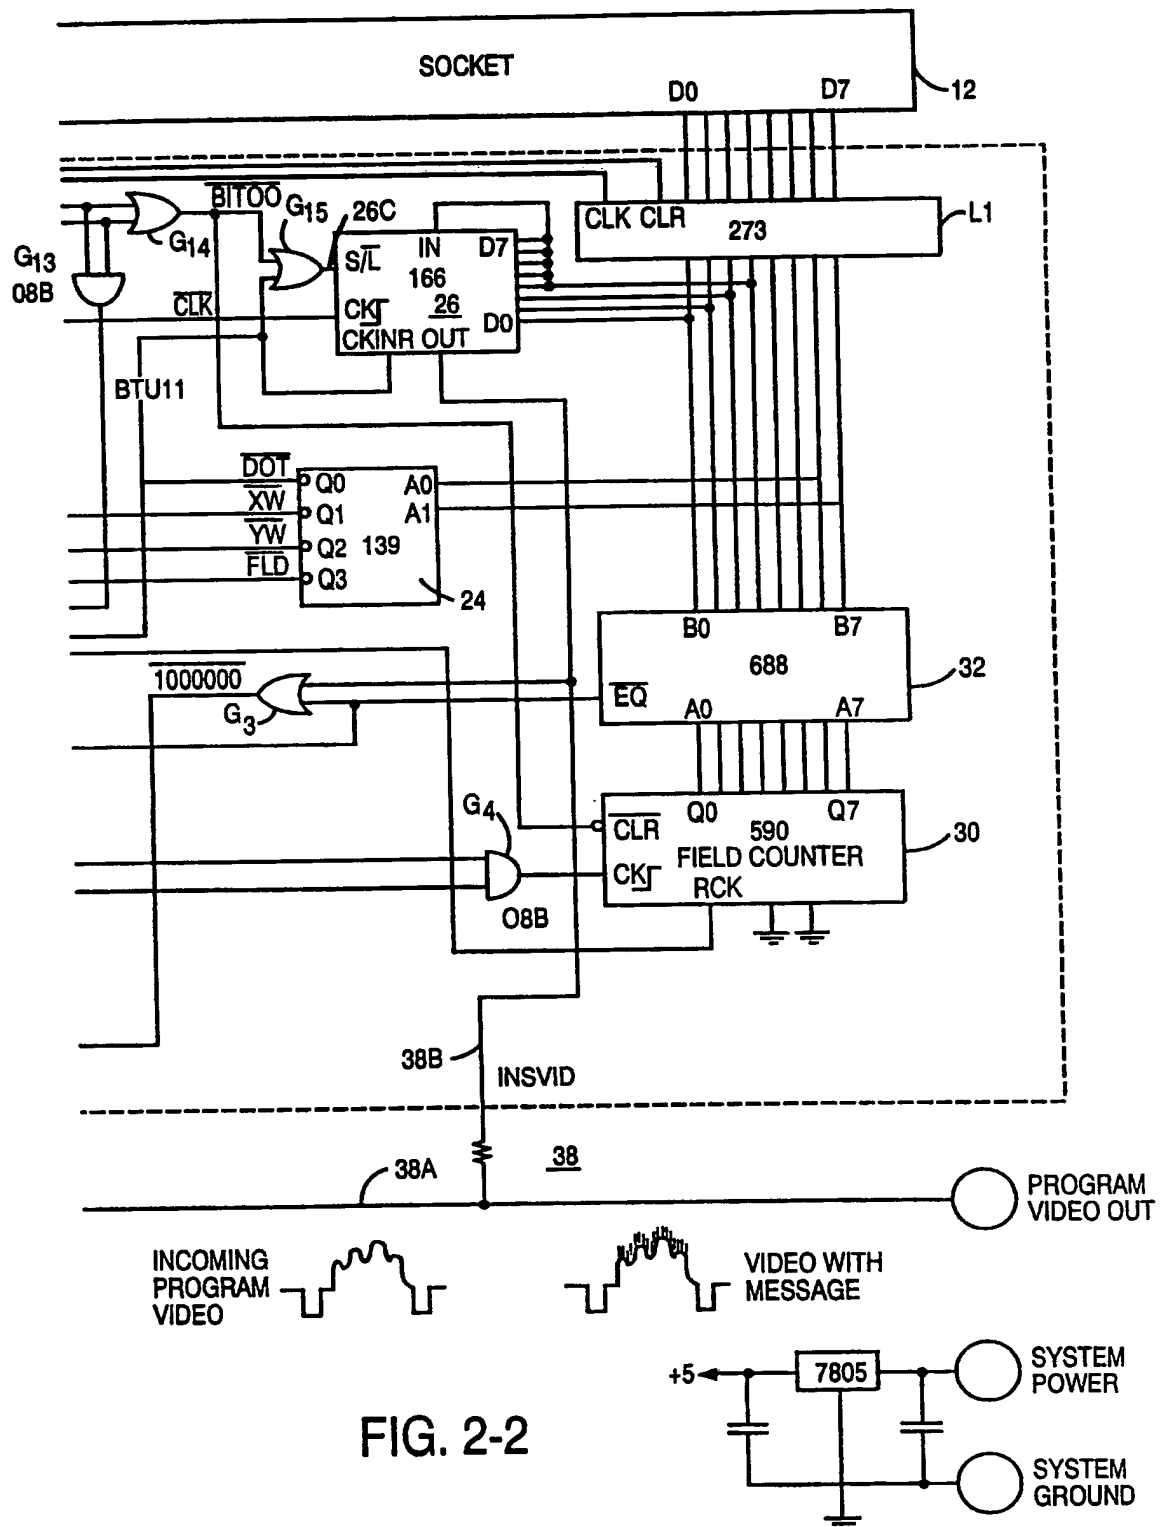 SOCKET
D0 D7
12
BITOO
G15
26C
G14
G13
08B
CLK CLR
273
L1
IN D7
S/L
166
CLK
CK
26
D0
CKINR OUT
BTU11
DOT Q0 A0
XW Q1 A1
YW Q2 139
FLD Q3
24
B0 B7
688
32
1000000
EQ
G3
A0 A7
G4
Q0 Q7
590
CLR
30
FIELD COUNTER
CK
RCK
O8B
38B
INSVID
38
38A
PROGRAM
VIDEO OUT
INCOMING
PROGRAM
VIDEO
VIDEO WITH
MESSAGE
+5
7805
SYSTEM
POWER
FIG. 2-2
SYSTEM
GROUND